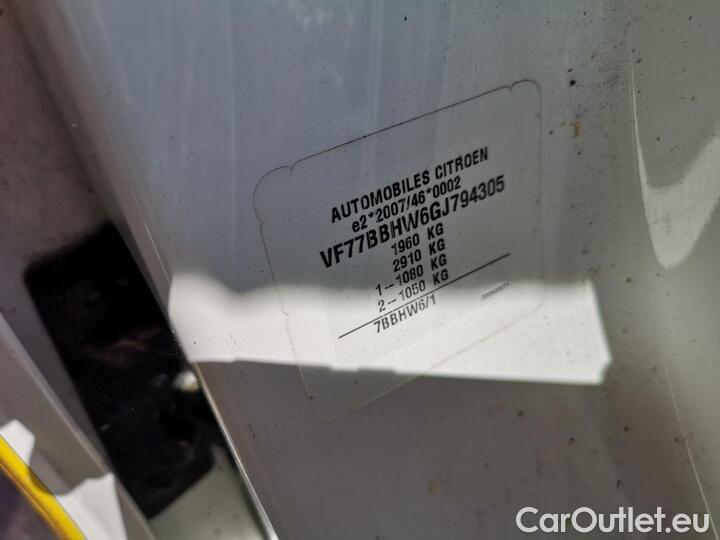 AUTOMOBILES CITROEN
e2*2007/46*0002
VF77BBHW6GJ794305
1960 KG
2910 KG
1--1080 KG
2--1050 KG
7BBHW6/1
CarOutlet.eu